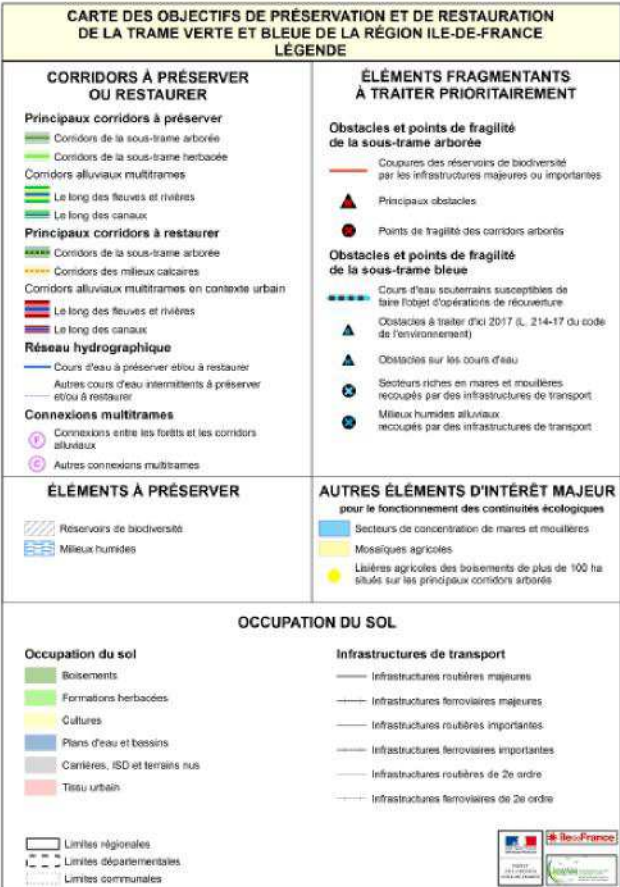 CARTE DES OBJECTIFS DE PRÉSERVATION ET DE RESTAURATION
DE LA TRAME VERTE ET BLEUE DE LA RÉGION ILE-DE-FRANCE
LÉGENDE
CORRIDORS À PRÉSERVER
OU RESTAURER
Principaux corridors à préserver
Corridors de la sous-trame arborée
Corridors de la sous-trame herbacée
Corridors alluviaux multitrames
Le long des fleuves et rivières
Le long des canaux
Principaux corridors à restaurer
Corridors de la sous-trame arborée
Corridors des milieux calcaires
Corridors alluviaux multitrames en contexte urbain
Le long des fleuves et rivières
Le long des canaux
Réseau hydrographique
Cours d'eau à préserver et/ou à restaurer
Autres cours d'eau intermittents à préserver
et/ou à restaurer
Connexions multitrames
F
Connexions entre les forêts et les corridors
alluviaux
C
Autres connexions multitrames
ÉLÉMENTS FRAGMENTANTS
À TRAITER PRIORITAIREMENT
Obstacles et points de fragilité
de la sous-trame arborée
Coupures des réservoirs de biodiversité
par les infrastructures majeures ou importantes
Principaux obstacles
Points de fragilité des corridors arborés
Obstacles et points de fragilité
de la sous-trame bleue
Cours d'eau souterrains susceptibles de
faire l'objet d'opérations de réouverture
Obstacles à traiter d'ici 2017 (L. 214-17 du code
de l'environnement)
Obstacles sur les cours d'eau
Secteurs riches en mares et mouillères
recoupés par des infrastructures de transport
Milieux humides alluviaux
recoupés par des infrastructures de transport
ÉLÉMENTS À PRÉSERVER
Réservoirs de biodiversité
Milieux humides
AUTRES ÉLÉMENTS D'INTÉRÊT MAJEUR
pour le fonctionnement des continuités écologiques
Secteurs de concentration de mares et mouillères
Mosaïques agricoles
Lisières agricoles des boisements de plus de 100 ha
situés sur les principaux corridors arborés
OCCUPATION DU SOL
Occupation du sol
Boisements
Formations herbacées
Cultures
Plans d'eau et bassins
Carrières, ISD et terrains nus
Tissu urbain
Infrastructures de transport
Infrastructures routières majeures
Infrastructures ferroviaires majeures
Infrastructures routières importantes
Infrastructures ferroviaires importantes
Infrastructures routières de 2e ordre
Infrastructures ferroviaires de 2e ordre
Limites régionales
Limites départementales
Limites communales
îledeFrance